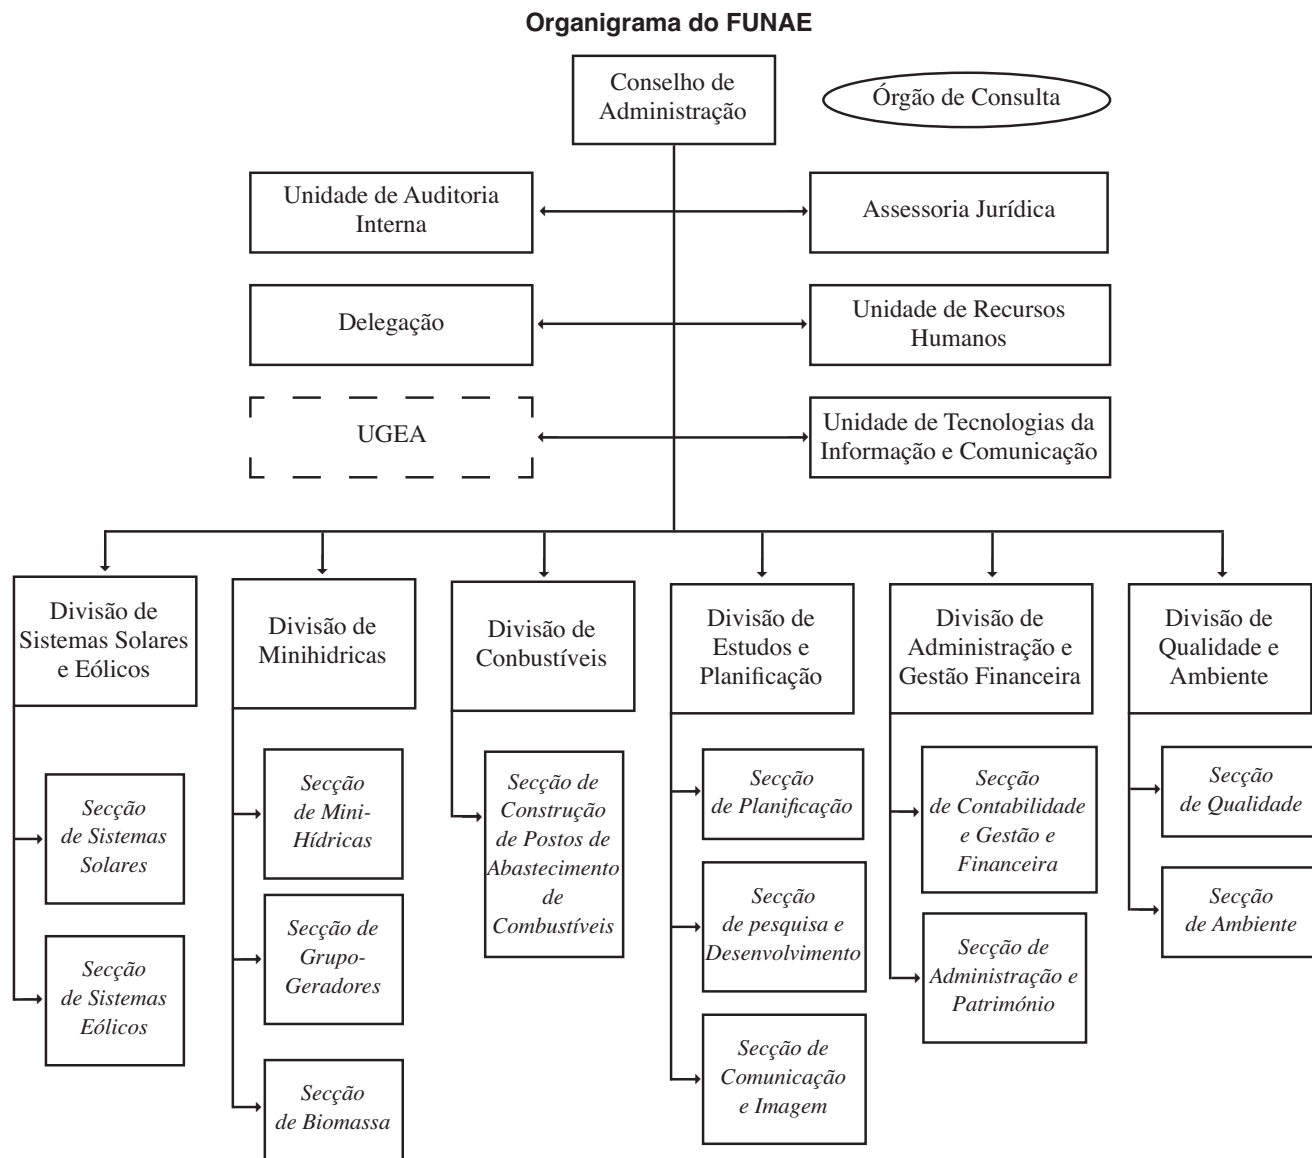 Organigrama do FUNAE
Conselho de
Administração
Órgão de Consulta
Unidade de Auditoria
Interna
Assessoria Jurídica
Delegação
Unidade de Recursos
Humanos
UGEA
Unidade de Tecnologias da
Informação e Comunicação
Divisão de
Sistemas Solares
e Eólicos
Divisão de
Minihidricas
Divisão de
Conbustíveis
Divisão de
Estudos e
Planificação
Divisão de
Administração e
Gestão Financeira
Divisão de
Qualidade e
Ambiente
Secção
de Sistemas
Solares
Secção
de Sistemas
Eólicos
Secção
de Mini-
Hídricas
Secção de
Grupo-
Geradores
Secção
de Biomassa
Secção de
Construção
de Postos de
Abastecimento
de
Combustíveis
Secção
de Planificação
Secção
de pesquisa e
Desenvolvimento
Secção de
Comunicação
e Imagem
Secção
de Contabilidade
e Gestão e
Financeira
Secção de
Administração e
Património
Secção
de Qualidade
Secção
de Ambiente